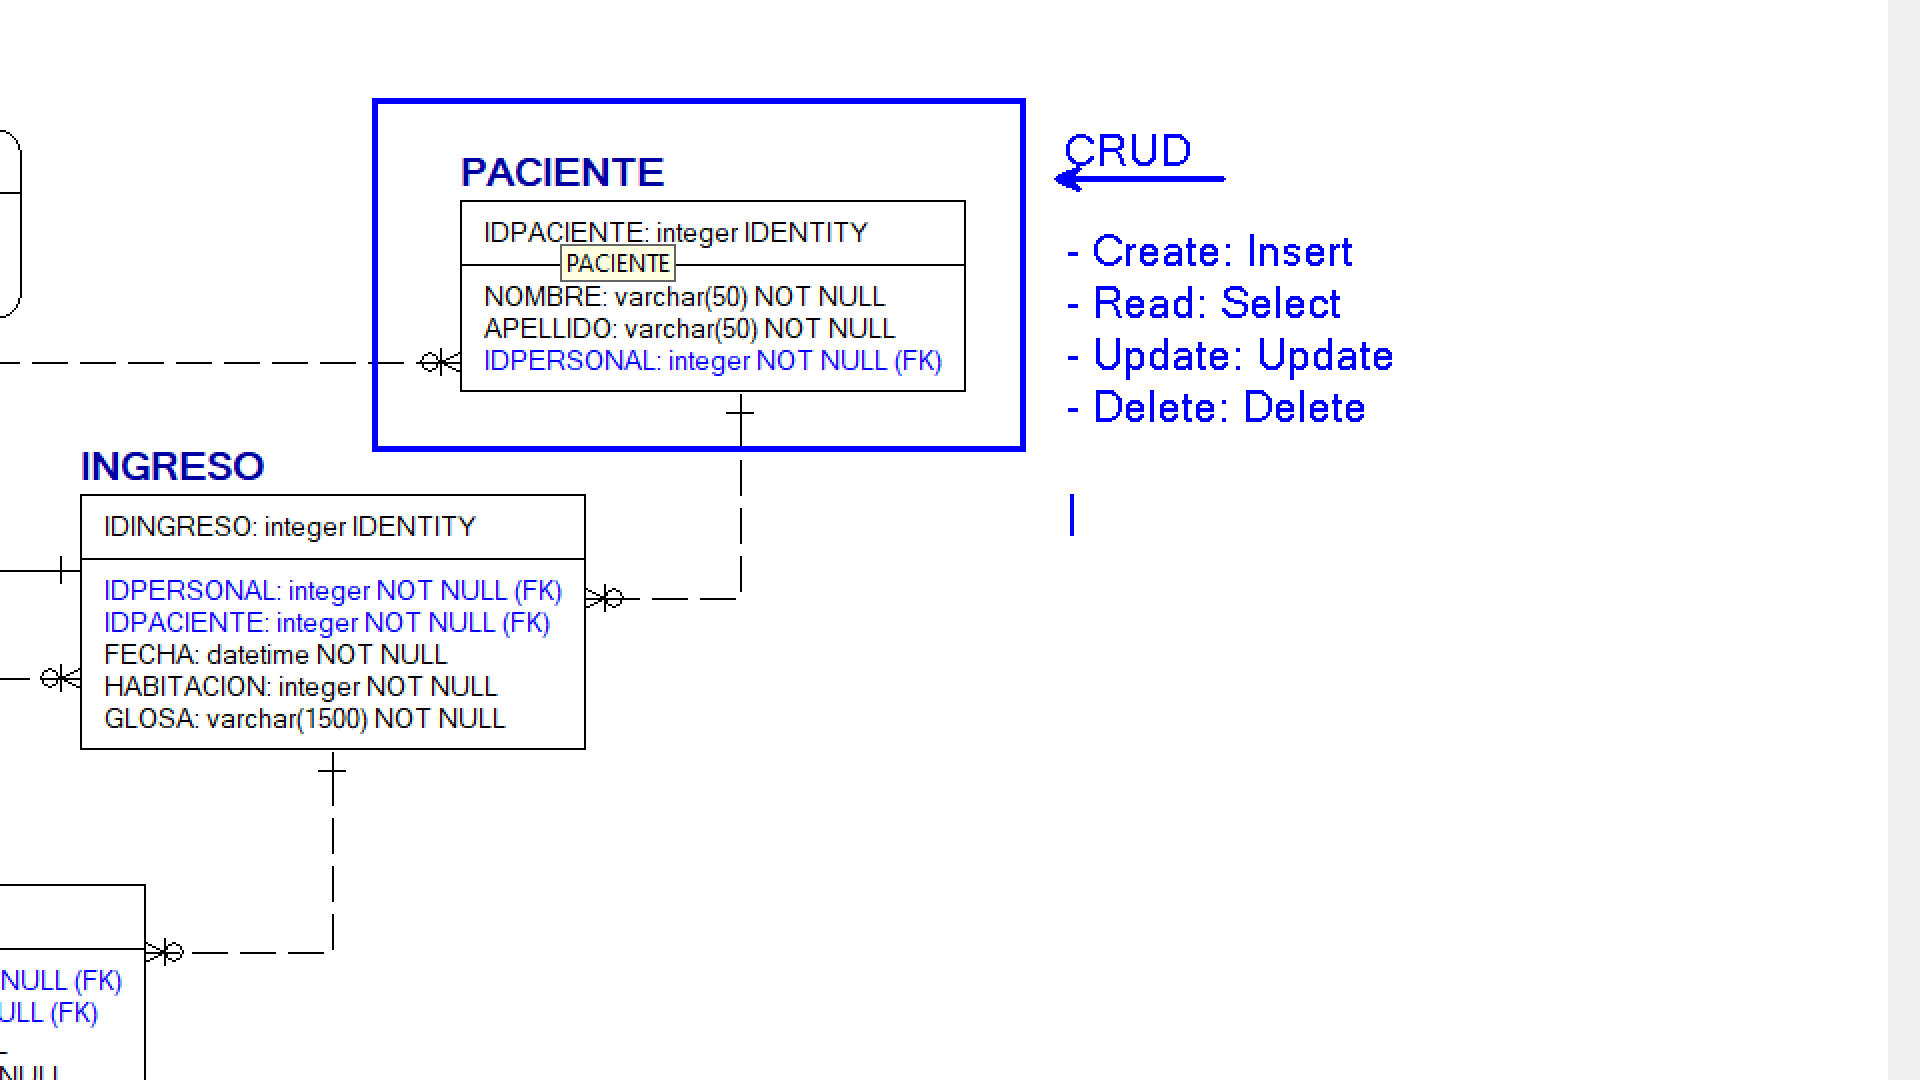 PACIENTE
IDPACIENTE: integer IDENTITY
PACIENTE
NOMBRE: varchar(50) NOT NULL
APELLIDO: varchar(50) NOT NULL
IDPERSONAL: integer NOT NULL (FK)
CRUD
- Create: Insert
- Read: Select
- Update: Update
- Delete: Delete
INGRESO
IDINGRESO: integer IDENTITY
IDPERSONAL: integer NOT NULL (FK)
IDPACIENTE: integer NOT NULL (FK)
FECHA: datetime NOT NULL
HABITACION: integer NOT NULL
GLOSA: varchar(1500) NOT NULL
NULL (FK)
ULL (FK)
NULL